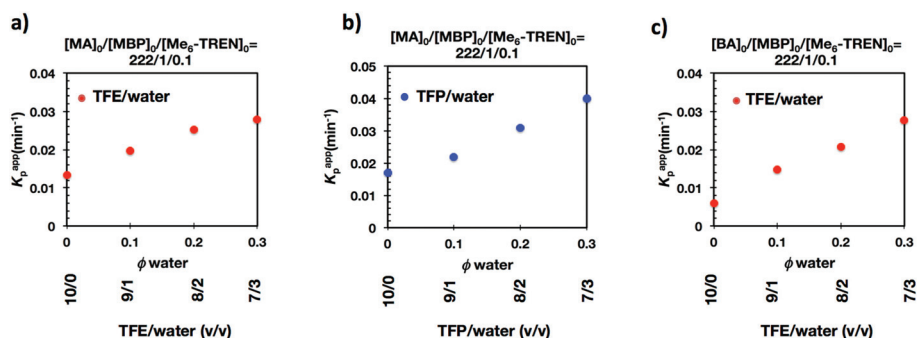 a)
[MA]₀/[MBP]₀/[Me₆-TREN]₀=
222/1/0.1
0.04
0.03
0.02
0.01
0
TFE/water
Kₚᵃᵖᵖ(min⁻¹)
0
0.1
0.2
0.3
ϕ water
10/0
9/1
8/2
7/3
TFE/water (v/v)
b)
[MA]₀/[MBP]₀/[Me₆-TREN]₀=
222/1/0.1
0.05
0.04
0.03
0.02
0.01
0
TFP/water
Kₚᵃᵖᵖ(min⁻¹)
0
0.1
0.2
0.3
ϕ water
10/0
9/1
8/2
7/3
TFP/water (v/v)
c)
[BA]₀/[MBP]₀/[Me₆-TREN]₀=
222/1/0.1
0.04
0.03
0.02
0.01
0
TFE/water
Kₚᵃᵖᵖ(min⁻¹)
0
0.1
0.2
0.3
ϕ water
10/0
9/1
8/2
7/3
TFE/water (v/v)